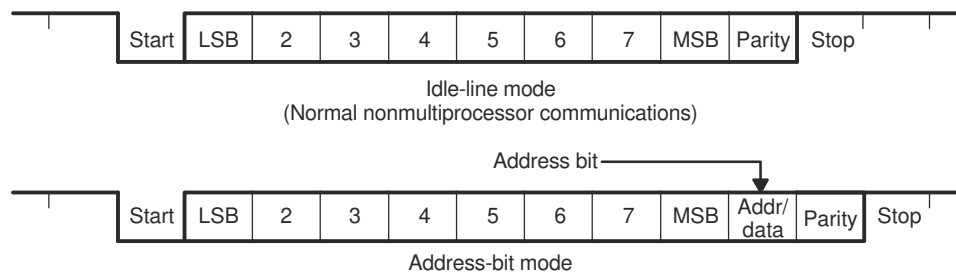 Start LSB 2 3 4 5 6 7 MSB Parity Stop
Idle-line mode
(Normal nonmultiprocessor communications)
Address bit
Start LSB 2 3 4 5 6 7 MSB Addr/ data Parity Stop
Address-bit mode